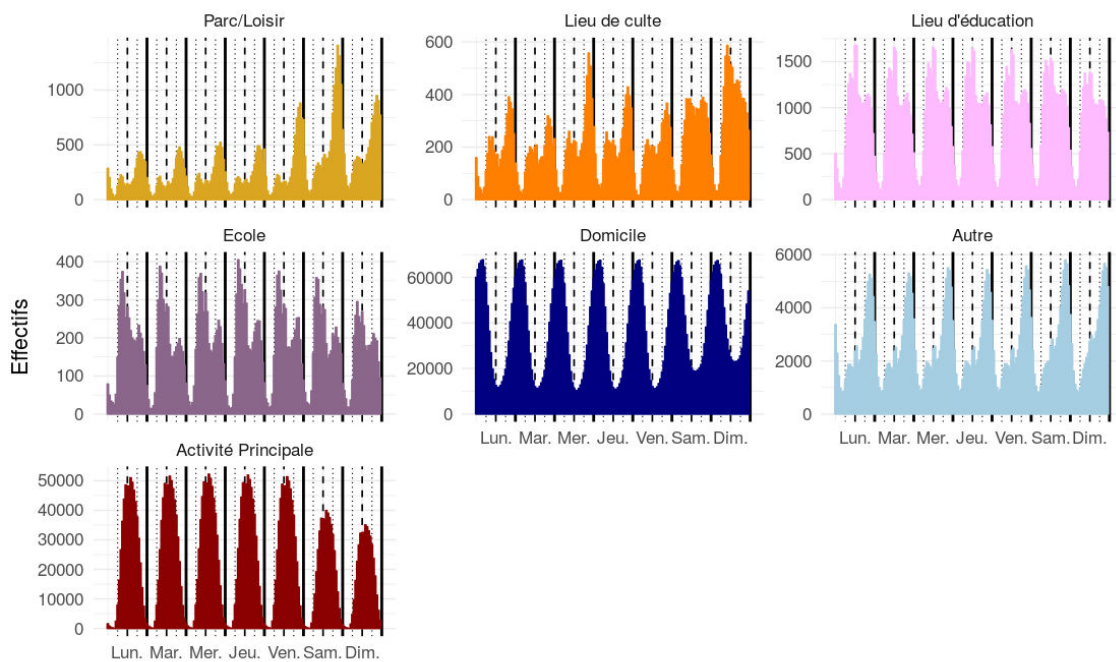 Parc/Loisir
1000
500
0
Lieu de culte
600
400
200
0
Lieu d'éducation
1500
1000
500
0
Effectifs
Ecole
400
300
200
100
0
Domicile
60000
40000
20000
0
Lun. Mar. Mer. Jeu. Ven. Sam. Dim.
Autre
6000
4000
2000
0
Lun. Mar. Mer. Jeu. Ven. Sam. Dim.
Activité Principale
50000
40000
30000
20000
10000
0
Lun. Mar. Mer. Jeu. Ven. Sam. Dim.